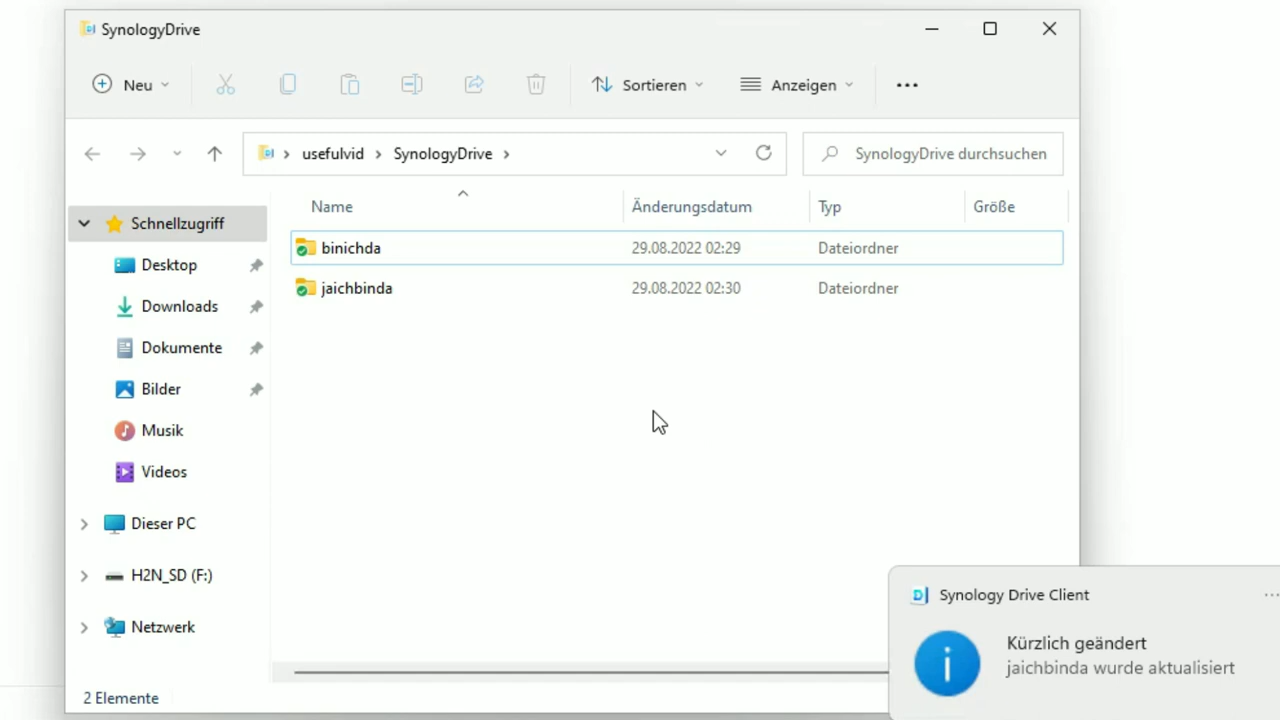 SynologyDrive
Neu
Sortieren
Anzeigen
usefulvid
SynologyDrive
SynologyDrive durchsuchen
Name
Änderungsdatum
Typ
Größe
Schnellzugriff
binichda
29.08.2022 02:29
Dateiordner
Desktop
jaichbinda
29.08.2022 02:30
Dateiordner
Downloads
Dokumente
Bilder
Musik
Videos
Dieser PC
H2N_SD (F:)
Netzwerk
Synology Drive Client
Kürzlich geändert
jaichbinda wurde aktualisiert
2 Elemente